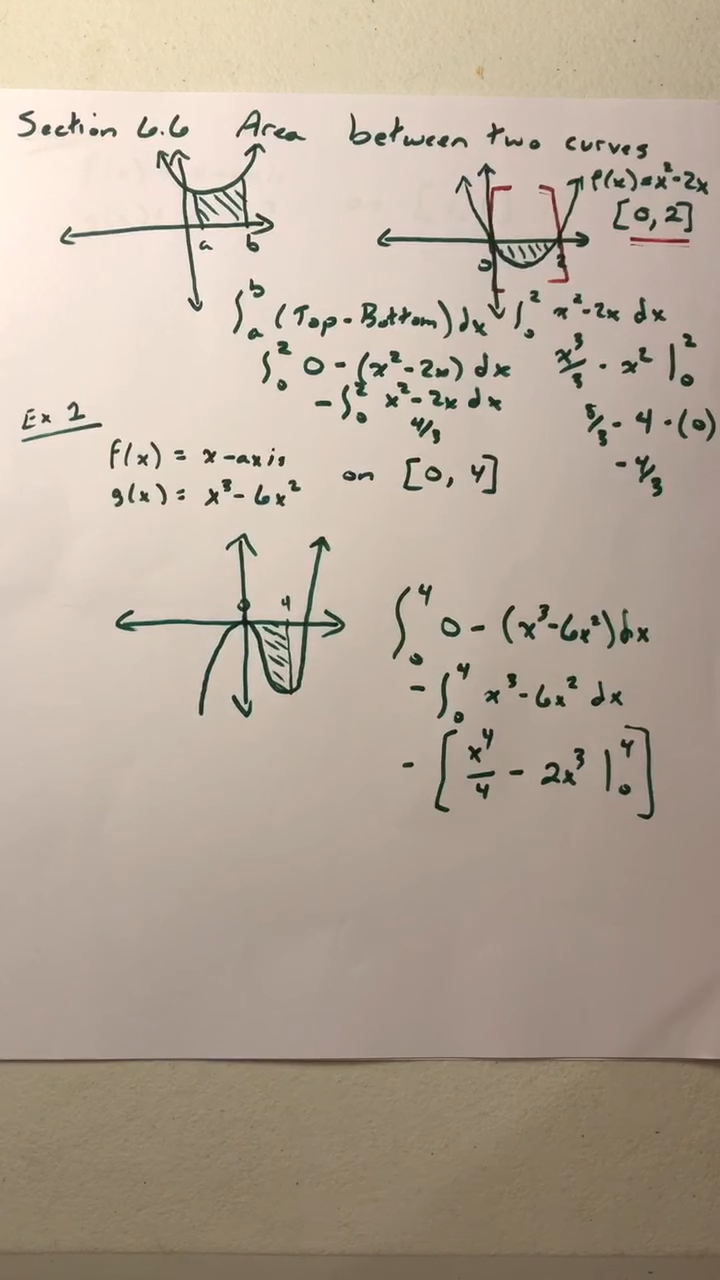 Section 6.6 Area between two curves
a b
f(x)=x²-2x
[0,2]
0 2
∫ₐᵇ (Top-Bottom)dx
∫₀² x²-2x dx
∫₀² 0-(x²-2x) dx
x³/3 - x² |₀²
-∫₀² x²-2x dx
4/3
8/3 - 4 - (0)
-4/3
Ex 1
f(x) = x-axis
g(x) = x³-6x² on [0, 4]
0 4
∫₀⁴ 0-(x³-6x²)dx
-∫₀⁴ x³-6x² dx
-[x⁴/4 - 2x³ |₀⁴]